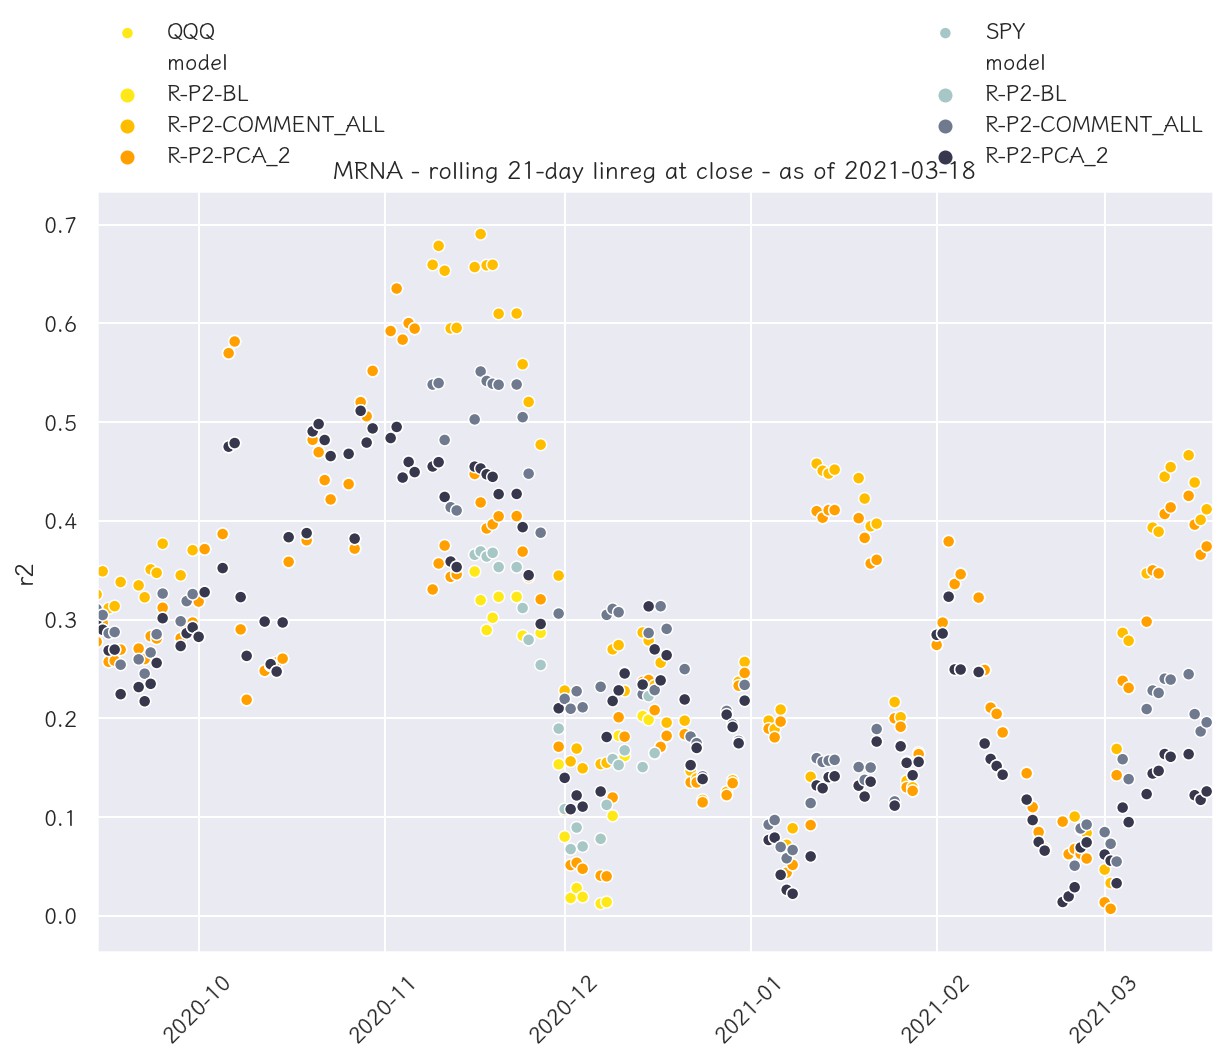 QQQ
model
R-P2-BL
R-P2-COMMENT_ALL
R-P2-PCA_2
SPY
model
R-P2-BL
R-P2-COMMENT_ALL
R-P2-PCA_2
MRNA - rolling 21-day linreg at close - as of 2021-03-18
r2
0.7
0.6
0.5
0.4
0.3
0.2
0.1
0.0
2020-10
2020-11
2020-12
2021-01
2021-02
2021-03